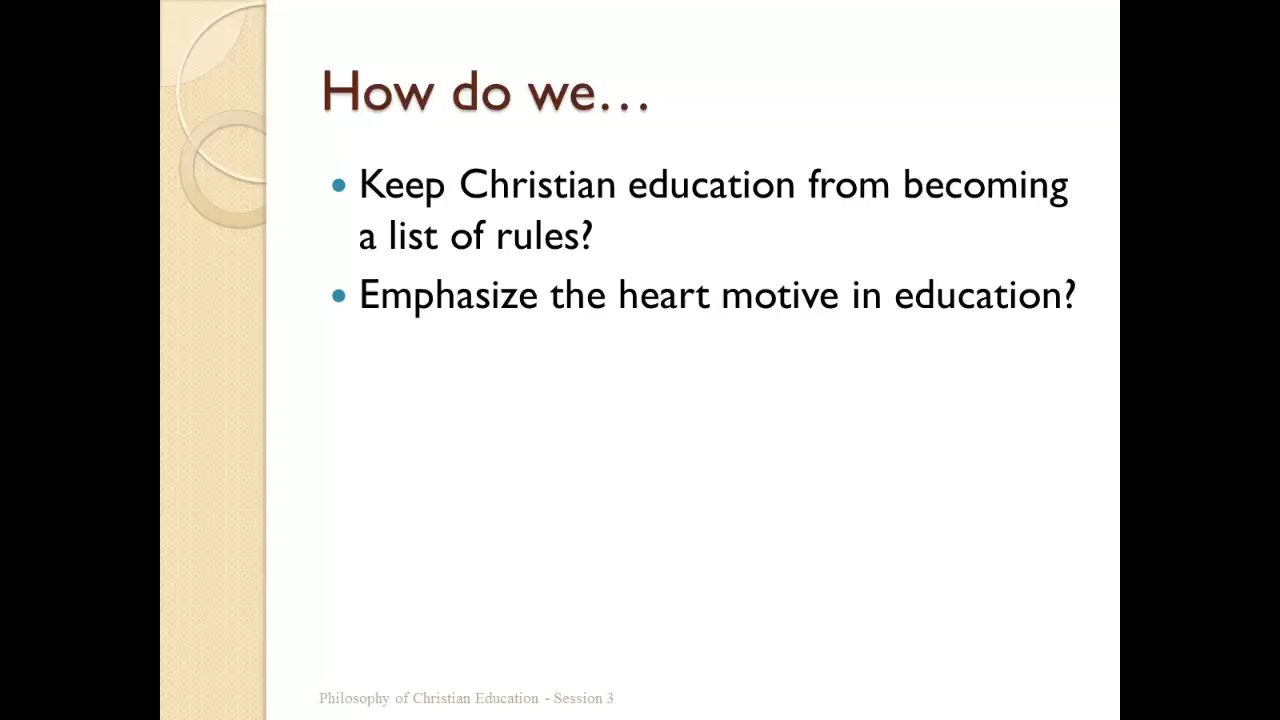 How do we...
• Keep Christian education from becoming
a list of rules?
• Emphasize the heart motive in education?
Philosophy of Christian Education - Session 3